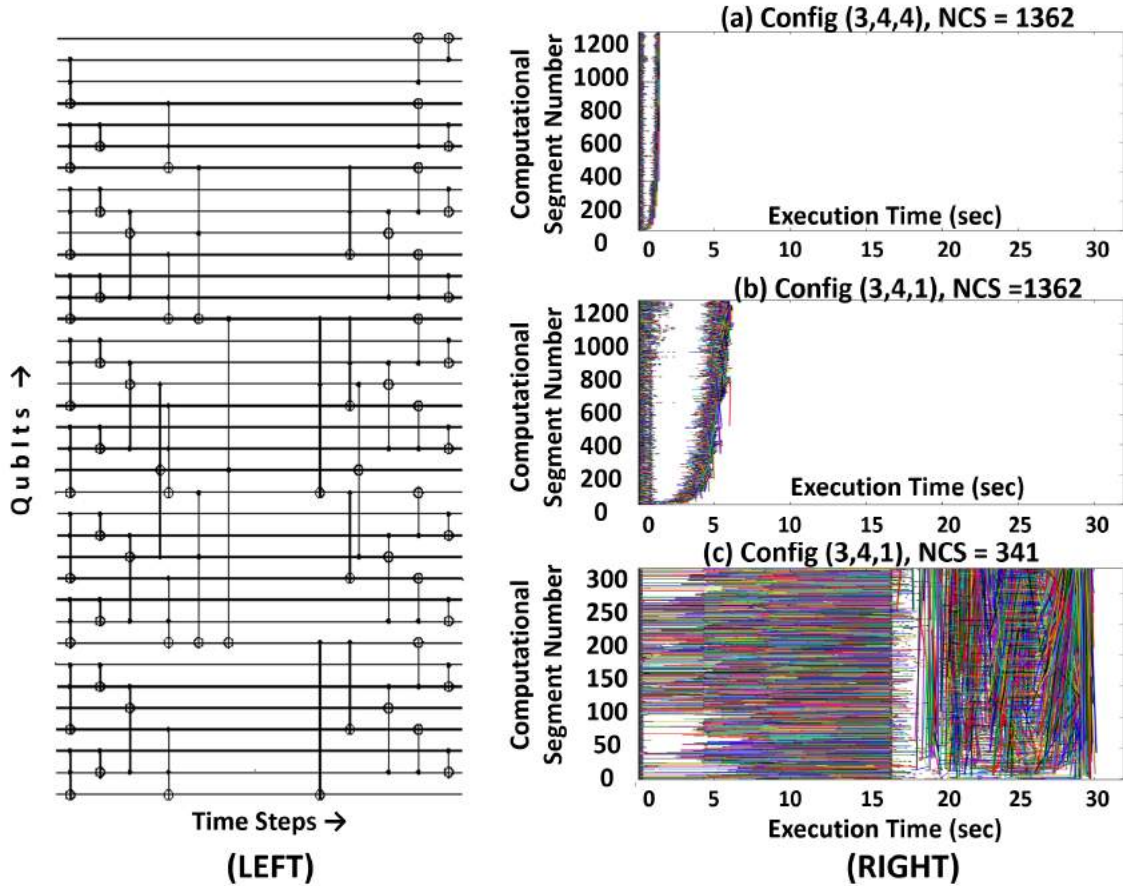 Qubits →
Time Steps →
(LEFT)
(a) Config (3,4,4), NCS = 1362
Computational
Segment Number
1200
1000
800
600
400
200
0
Execution Time (sec)
0 5 10 15 20 25 30
(b) Config (3,4,1), NCS =1362
Computational
Segment Number
1200
1000
800
600
400
200
0
Execution Time (sec)
0 5 10 15 20 25 30
(c) Config (3,4,1), NCS = 341
Computational
Segment Number
300
250
200
150
100
50
0
0 5 10 15 20 25 30
Execution Time (sec)
(RIGHT)